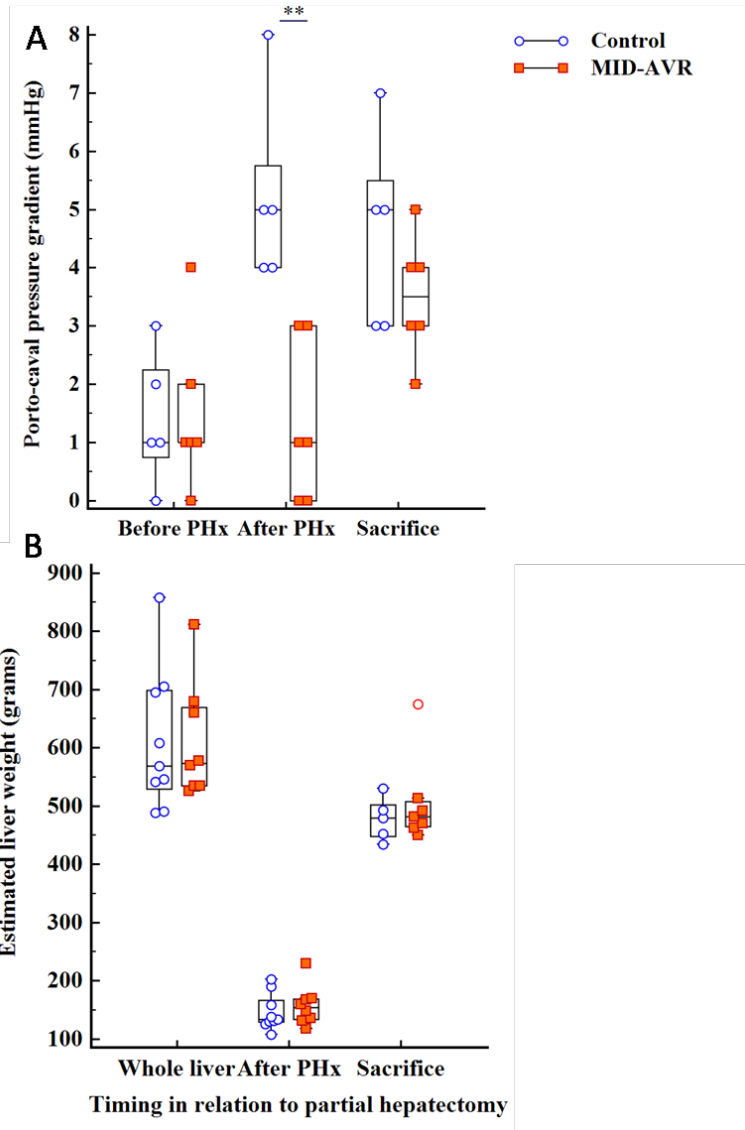 A
**
Control
MID-AVR
Porto-caval pressure gradient (mmHg)
8
7
6
5
4
3
2
1
0
Before PHx After PHx Sacrifice
B
Estimated liver weight (grams)
900
800
700
600
500
400
300
200
100
Whole liver After PHx Sacrifice
Timing in relation to partial hepatectomy